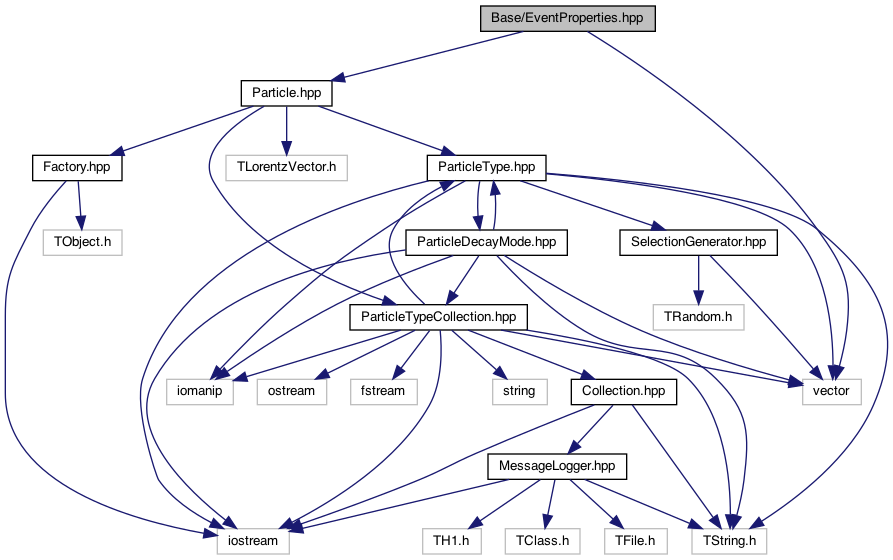 Base/EventProperties.hpp
Particle.hpp
Factory.hpp
TLorentzVector.h
ParticleType.hpp
TObject.h
ParticleDecayMode.hpp
SelectionGenerator.hpp
ParticleTypeCollection.hpp
TRandom.h
iomanip
ostream
fstream
string
Collection.hpp
vector
MessageLogger.hpp
iostream
TH1.h
TClass.h
TFile.h
TString.h